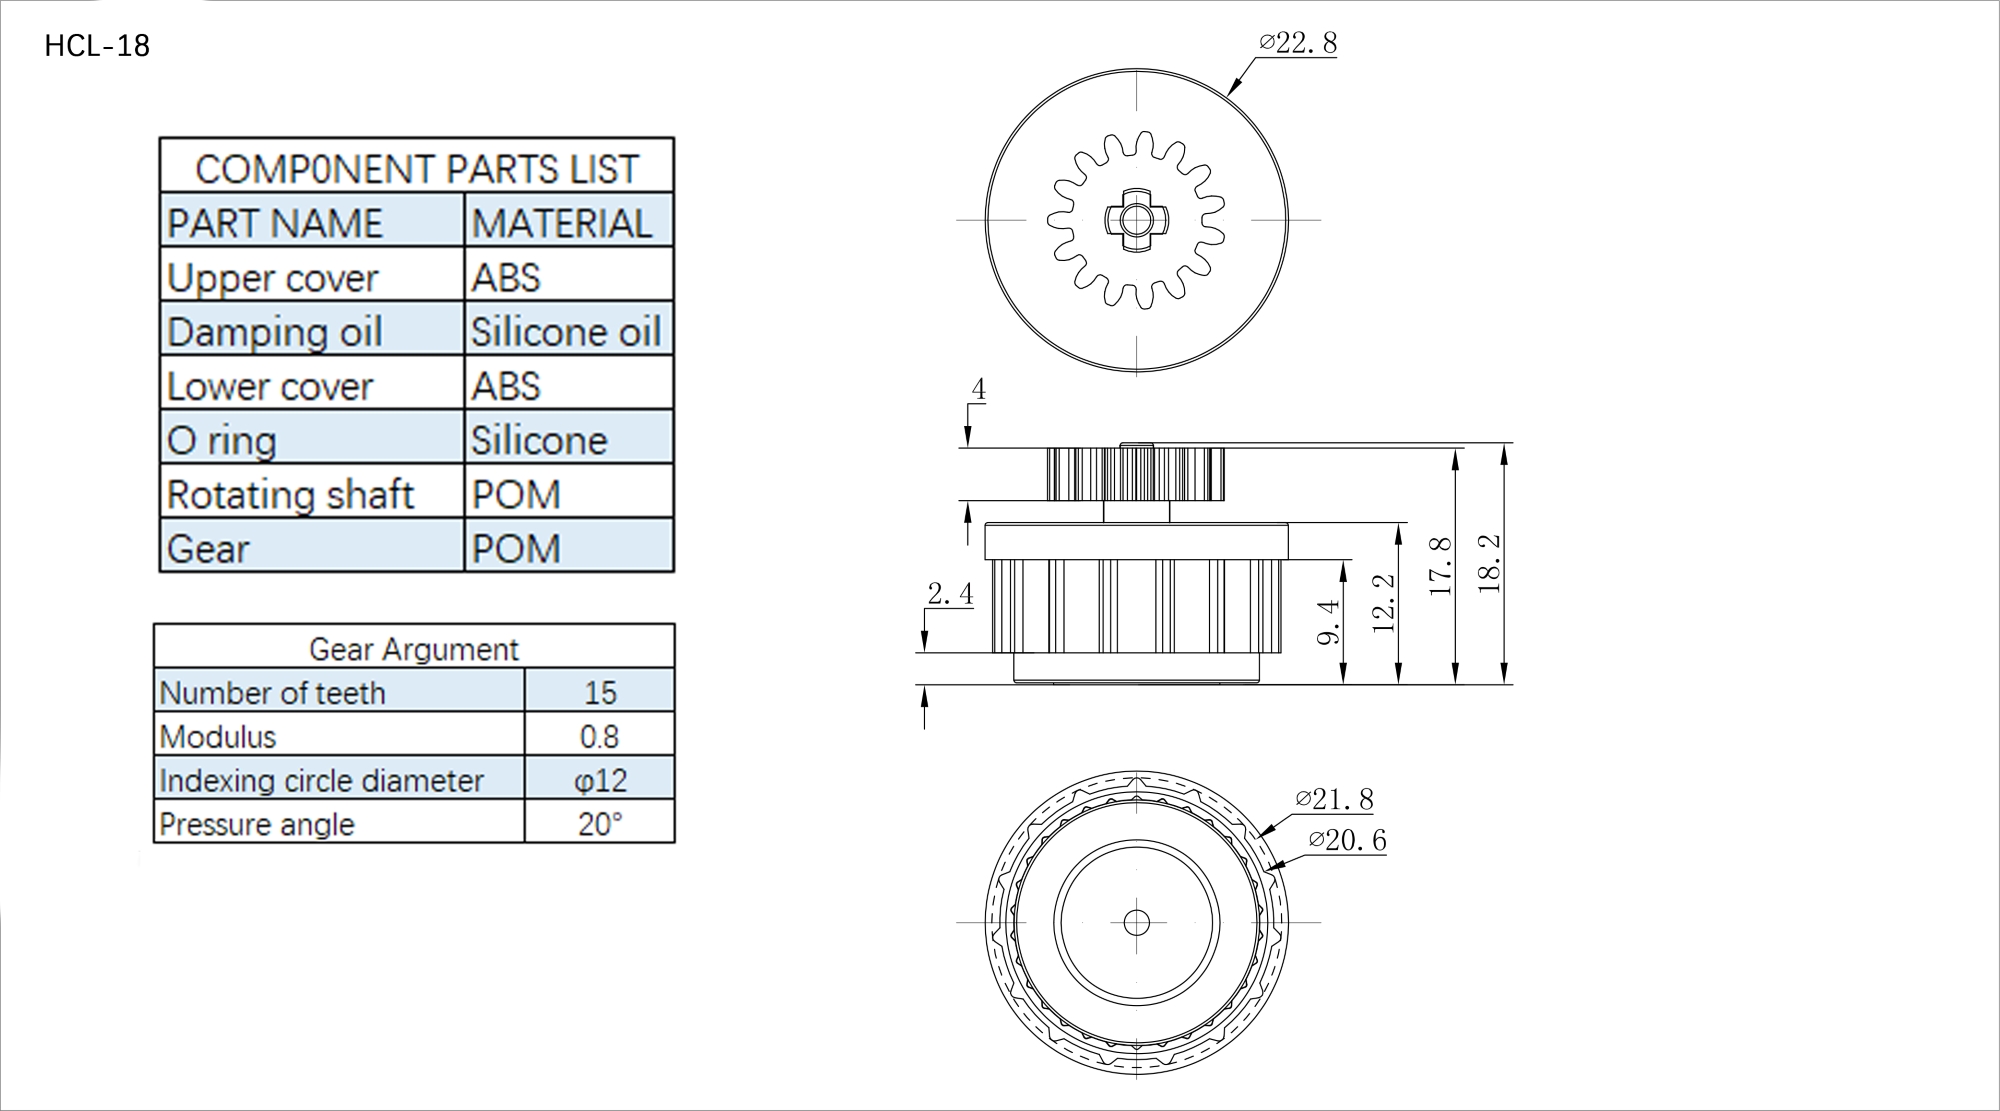 HCL-18
COMP0NENT PARTS LIST
PART NAME MATERIAL
Upper cover ABS
Damping oil Silicone oil
Lower cover ABS
O ring Silicone
Rotating shaft POM
Gear POM
Gear Argument
Number of teeth 15
Modulus 0.8
Indexing circle diameter φ12
Pressure angle 20°
⌀22.8
4
2.4
9.4
12.2
17.8
18.2
⌀21.8
⌀20.6